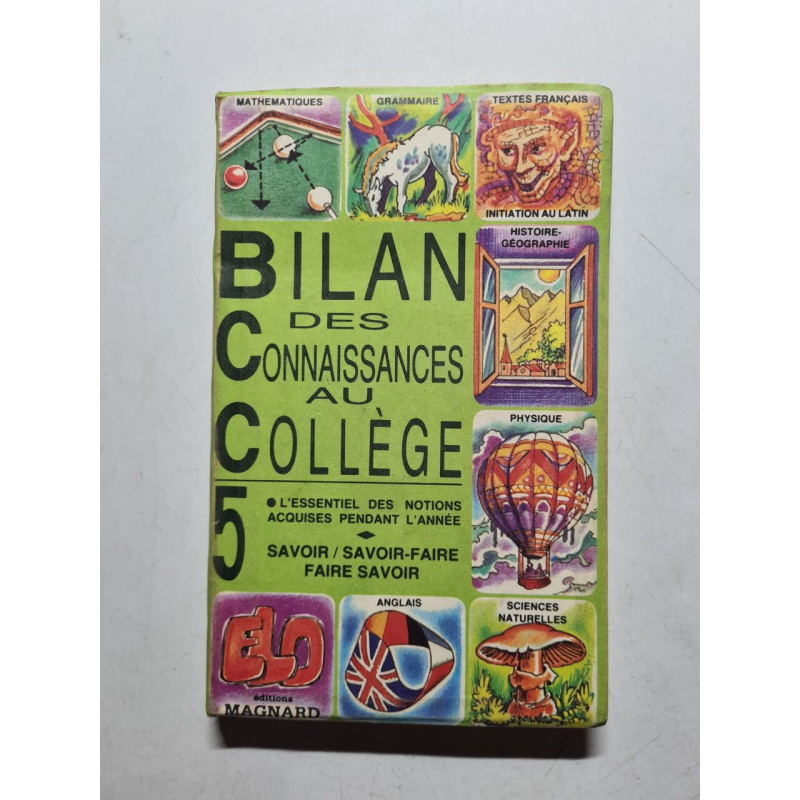 MATHEMATIQUES
GRAMMAIRE
TEXTES FRANÇAIS
INITIATION AU LATIN
HISTOIRE-
GÉOGRAPHIE
BILAN
DES
CONNAISSANCES
AU
COLLÈGE
5
● L'ESSENTIEL DES NOTIONS
ACQUISES PENDANT L'ANNÉE
SAVOIR / SAVOIR-FAIRE
FAIRE SAVOIR
PHYSIQUE
ELO
éditions
MAGNARD
ANGLAIS
SCIENCES
NATURELLES